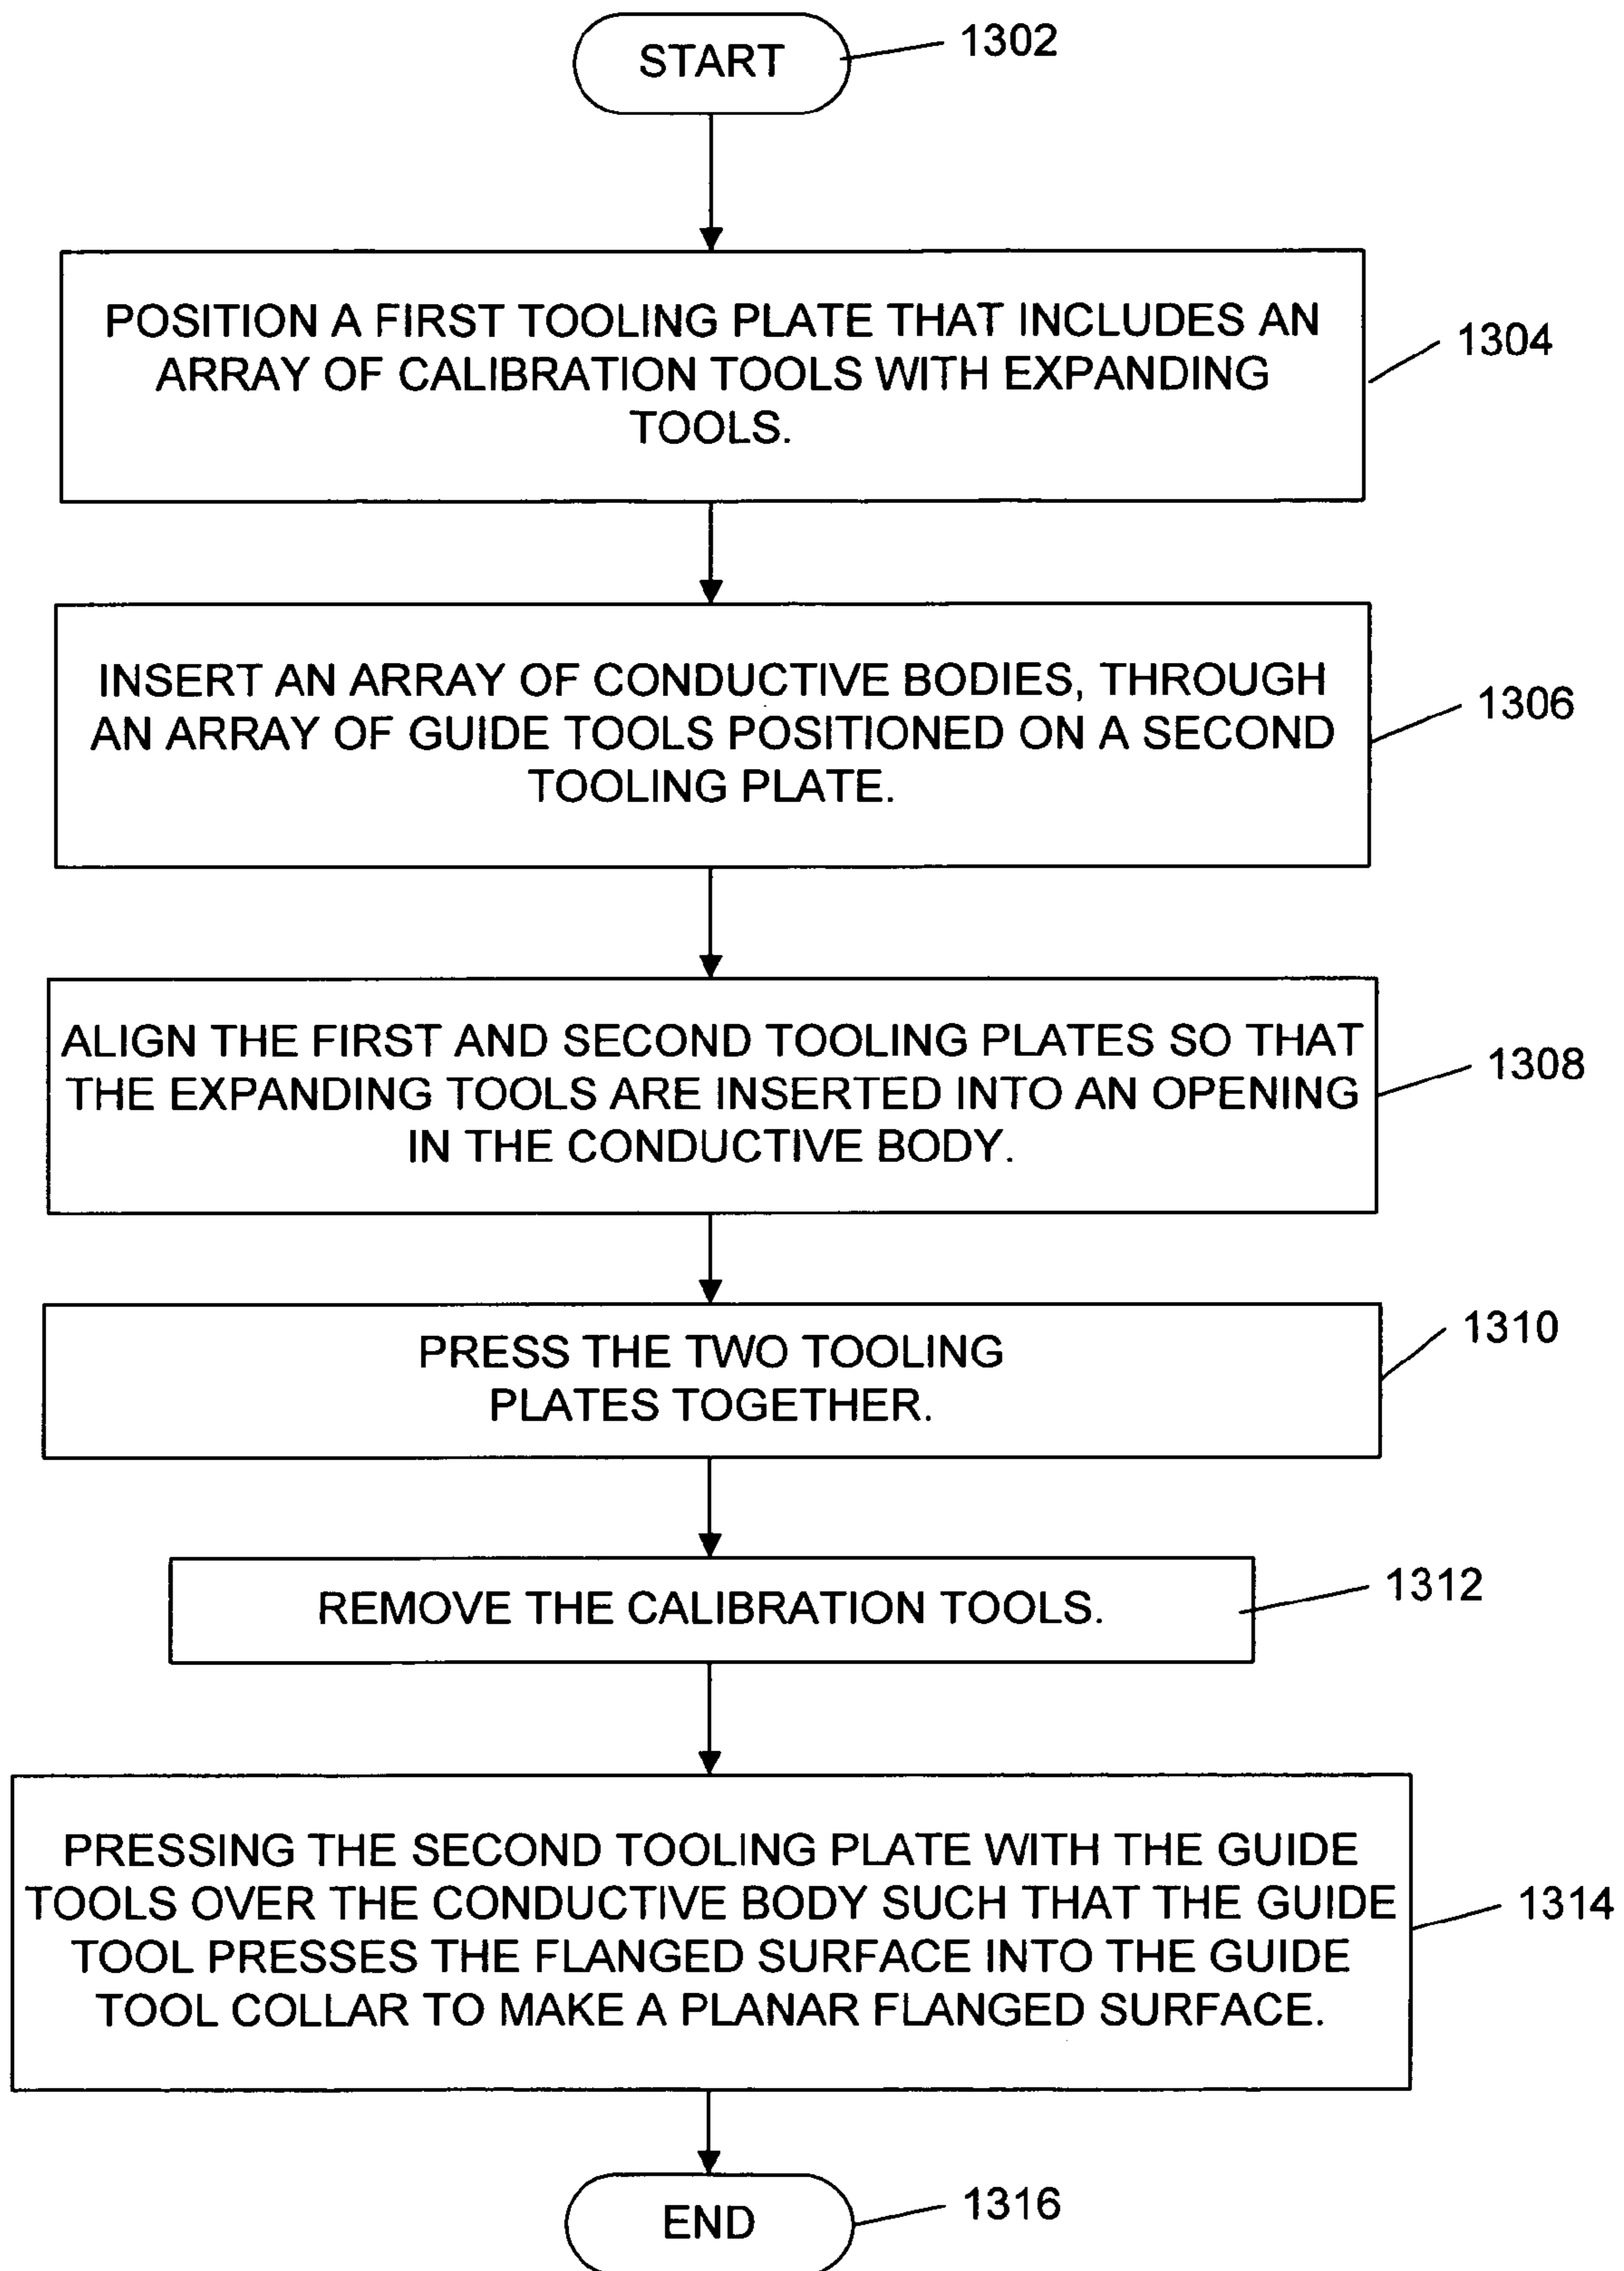 START
1302
POSITION A FIRST TOOLING PLATE THAT INCLUDES AN
ARRAY OF CALIBRATION TOOLS WITH EXPANDING
TOOLS.
1304
INSERT AN ARRAY OF CONDUCTIVE BODIES, THROUGH
AN ARRAY OF GUIDE TOOLS POSITIONED ON A SECOND
TOOLING PLATE.
1306
ALIGN THE FIRST AND SECOND TOOLING PLATES SO THAT
THE EXPANDING TOOLS ARE INSERTED INTO AN OPENING
IN THE CONDUCTIVE BODY.
1308
PRESS THE TWO TOOLING
PLATES TOGETHER.
1310
REMOVE THE CALIBRATION TOOLS.
1312
PRESSING THE SECOND TOOLING PLATE WITH THE GUIDE
TOOLS OVER THE CONDUCTIVE BODY SUCH THAT THE GUIDE
TOOL PRESSES THE FLANGED SURFACE INTO THE GUIDE
TOOL COLLAR TO MAKE A PLANAR FLANGED SURFACE.
1314
END
1316